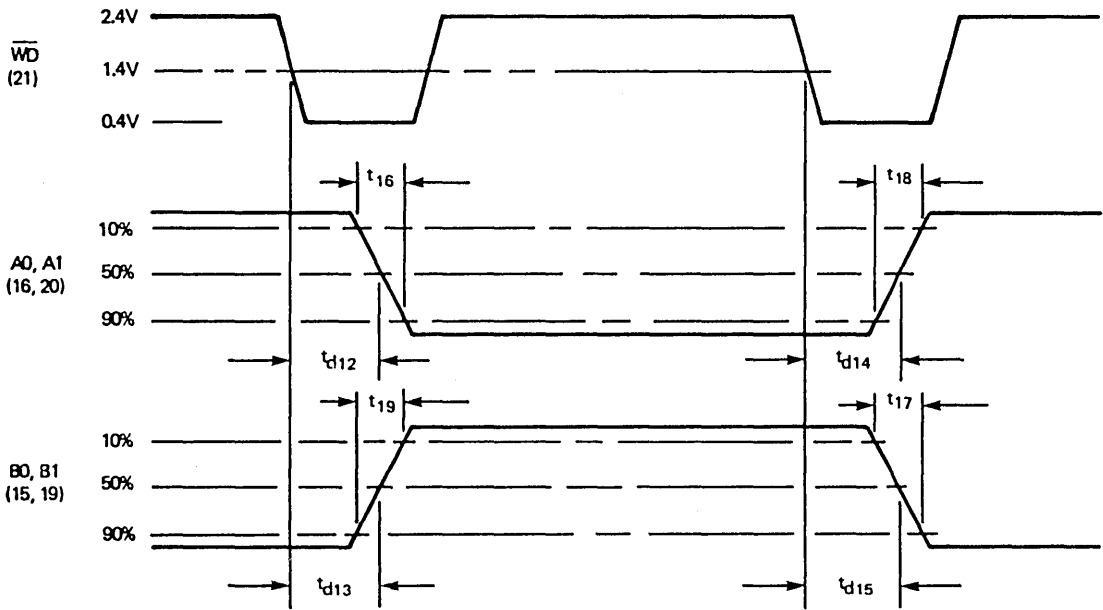 2.4V
WD
(21)
1.4V
0.4V
t16
t18
10%
A0, A1
(16, 20)
50%
90%
td12
td14
t19
t17
10%
B0, B1
(15, 19)
50%
90%
td13
td15